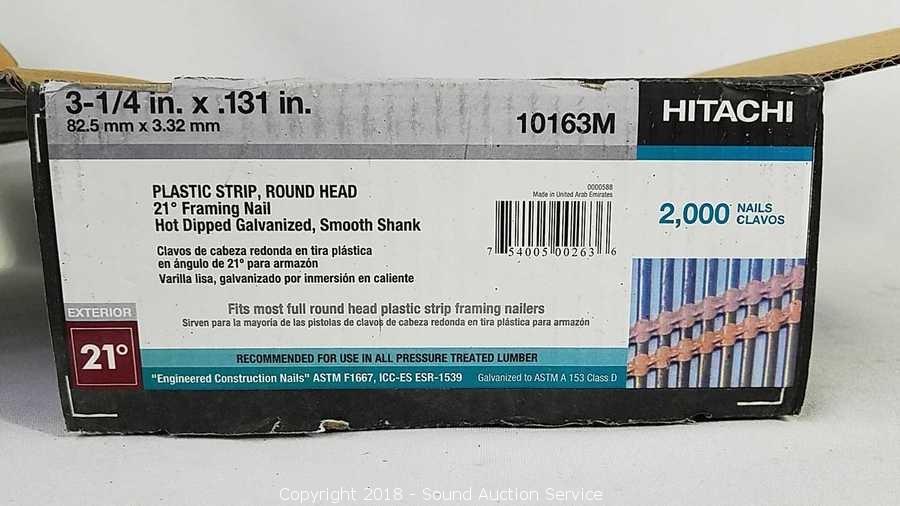 3-1/4 in. x .131 in.
82.5 mm x 3.32 mm
10163M
HITACHI
PLASTIC STRIP, ROUND HEAD
21° Framing Nail
Hot Dipped Galvanized, Smooth Shank
Clavos de cabeza redonda en tira plástica
en ángulo de 21° para armazón
Varilla lisa, galvanizado por inmersión en caliente
0000588
Made in United Arab Emirates
7 54005 00263 6
2,000 NAILS
CLAVOS
Fits most full round head plastic strip framing nailers
Sirven para la mayoria de las pistolas de clavos de cabeza redonda en tira plástica para armazón
EXTERIOR
21°
RECOMMENDED FOR USE IN ALL PRESSURE TREATED LUMBER
"Engineered Construction Nails" ASTM F1667, ICC-ES ESR-1539
Galvanized to ASTM A 153 Class D
Copyright 2018 - Sound Auction Service